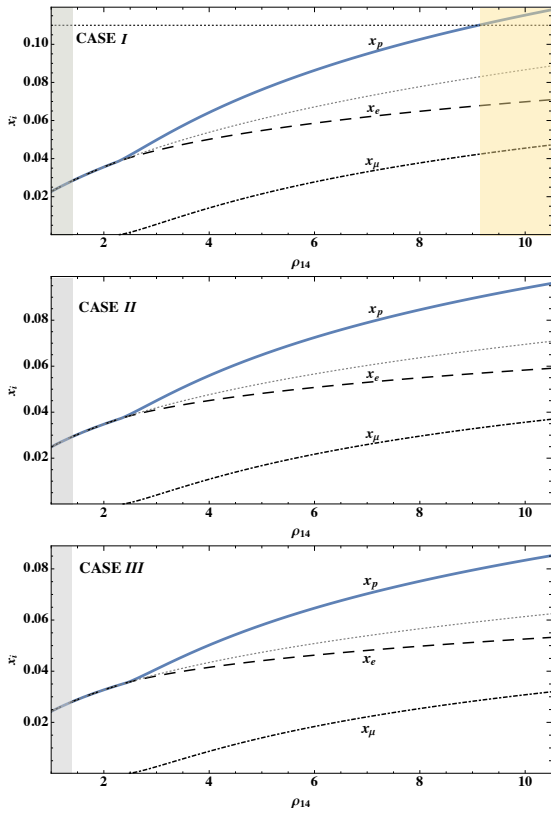 CASE I
0.10
0.08
0.06
0.04
0.02
x_i
x_p
x_e
x_μ
2 4 6 8 10
ρ_14
CASE II
0.08
0.06
0.04
0.02
x_i
x_p
x_e
x_μ
2 4 6 8 10
ρ_14
CASE III
0.08
0.06
0.04
0.02
x_i
x_p
x_e
x_μ
2 4 6 8 10
ρ_14